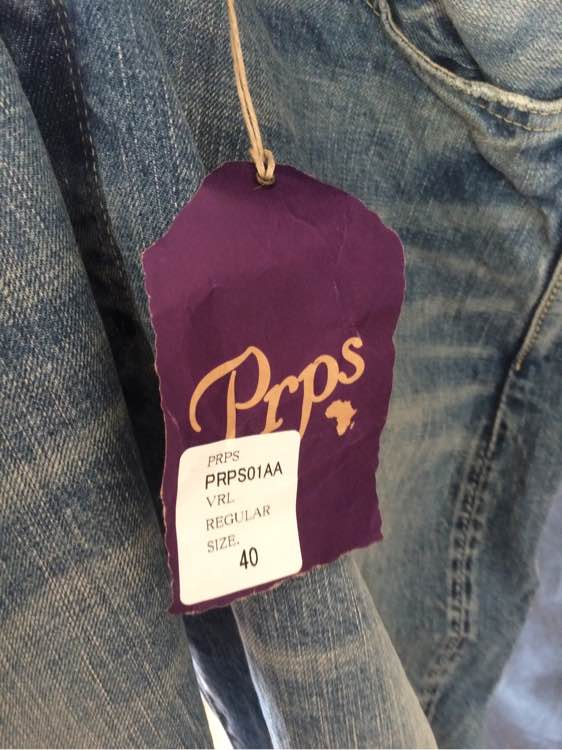 Prps
PRPS
PRPS01AA
VRL
REGULAR
SIZE.
40